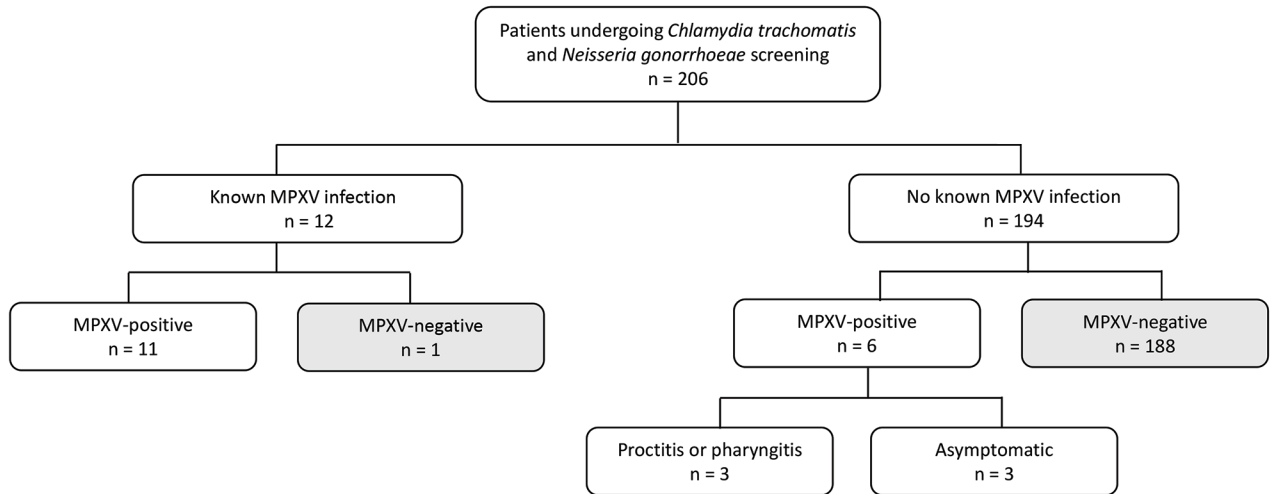 Patients undergoing Chlamydia trachomatis
and Neisseria gonorrhoeae screening
n = 206
Known MPXV infection
n = 12
No known MPXV infection
n = 194
MPXV-positive
n = 11
MPXV-negative
n = 1
MPXV-positive
n = 6
MPXV-negative
n = 188
Proctitis or pharyngitis
n = 3
Asymptomatic
n = 3